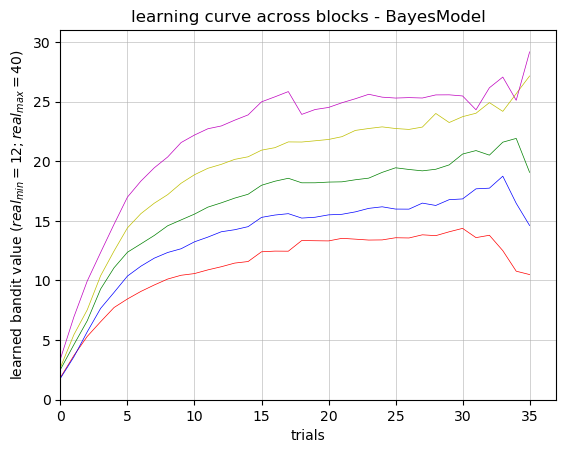 learning curve across blocks - BayesModel
learned bandit value (real_min = 12; real_max = 40)
30
25
20
15
10
5
0
0 5 10 15 20 25 30 35
trials